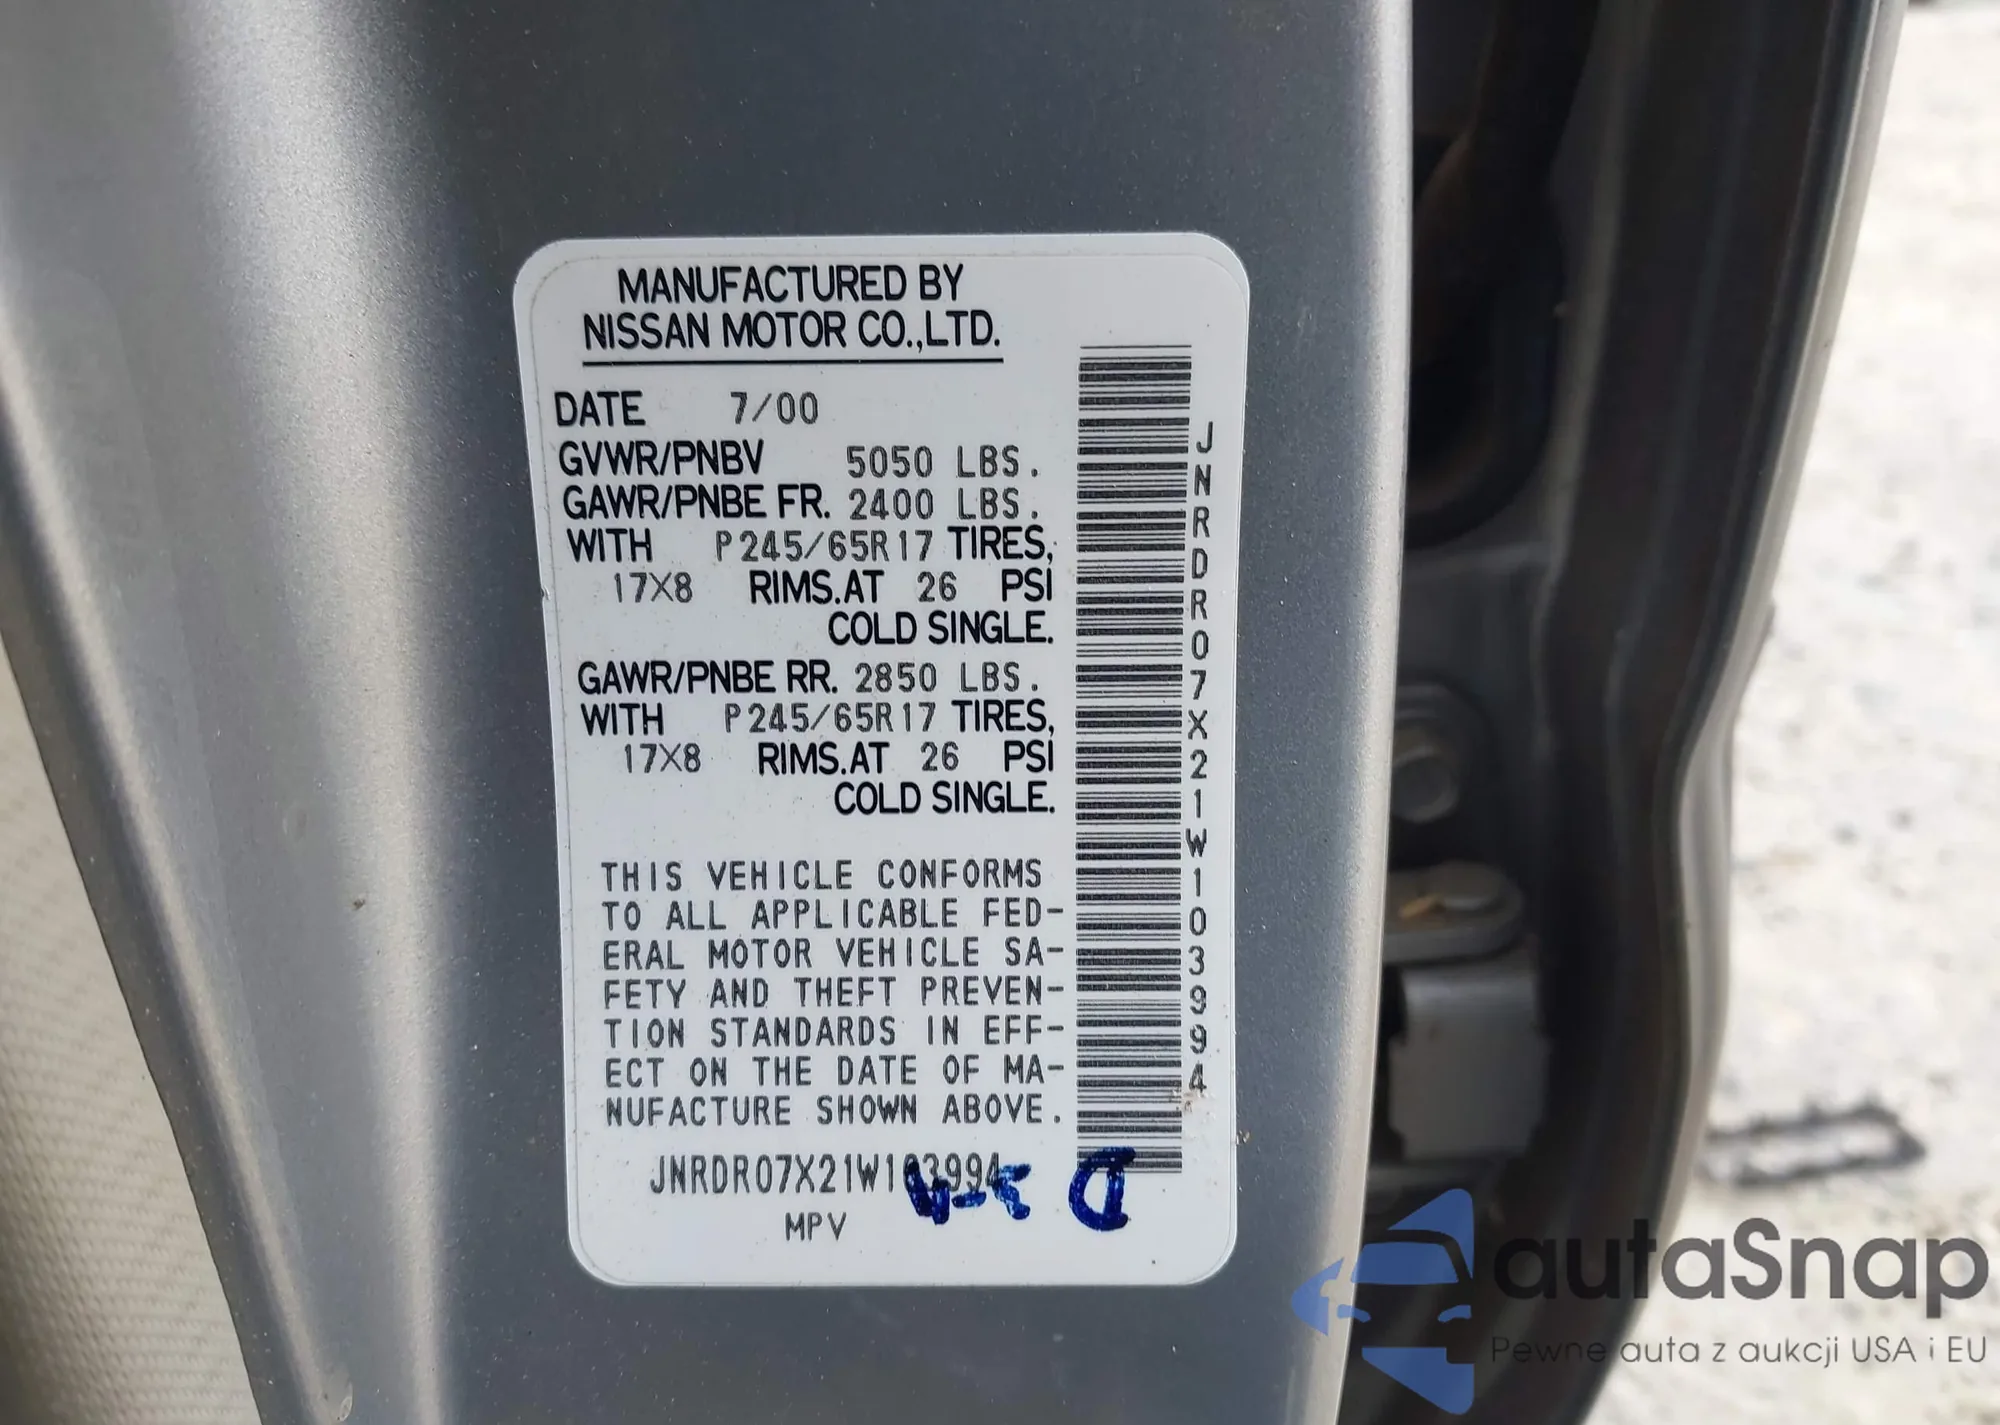 MANUFACTURED BY
NISSAN MOTOR CO.,LTD.
DATE 7/00
GVWR/PNBV 5050 LBS.
GAWR/PNBE FR. 2400 LBS.
WITH P245/65R17 TIRES,
17X8 RIMS.AT 26 PSI
COLD SINGLE.
GAWR/PNBE RR. 2850 LBS.
WITH P245/65R17 TIRES,
17X8 RIMS.AT 26 PSI
COLD SINGLE.
THIS VEHICLE CONFORMS
TO ALL APPLICABLE FED-
ERAL MOTOR VEHICLE SA-
FETY AND THEFT PREVEN-
TION STANDARDS IN EFF-
ECT ON THE DATE OF MA-
NUFACTURE SHOWN ABOVE.
JNRDR07X21W103994
MPV
JNRDR07X21W103994
autaSnap
Pewne auta z aukcji USA i EU